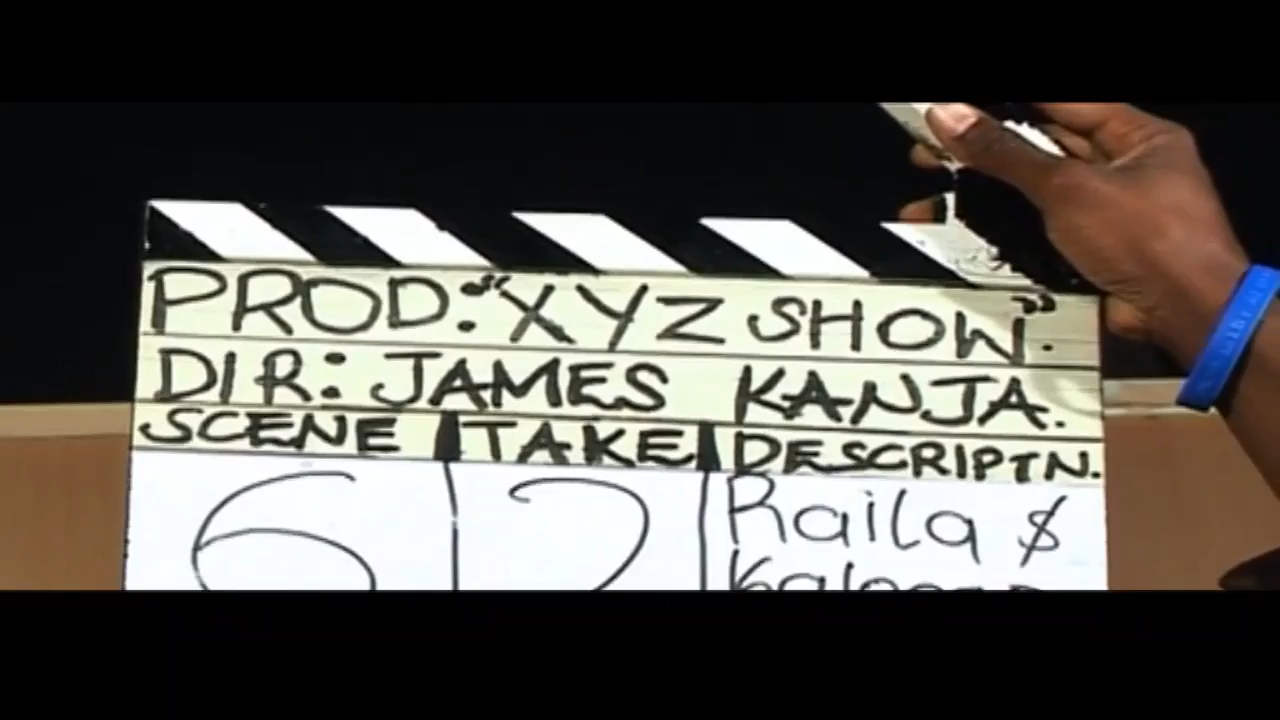 PROD: "XYZ SHOW".
DIR: JAMES KANJA.
SCENE TAKE DESCRIPTN.
6 2 Raila $